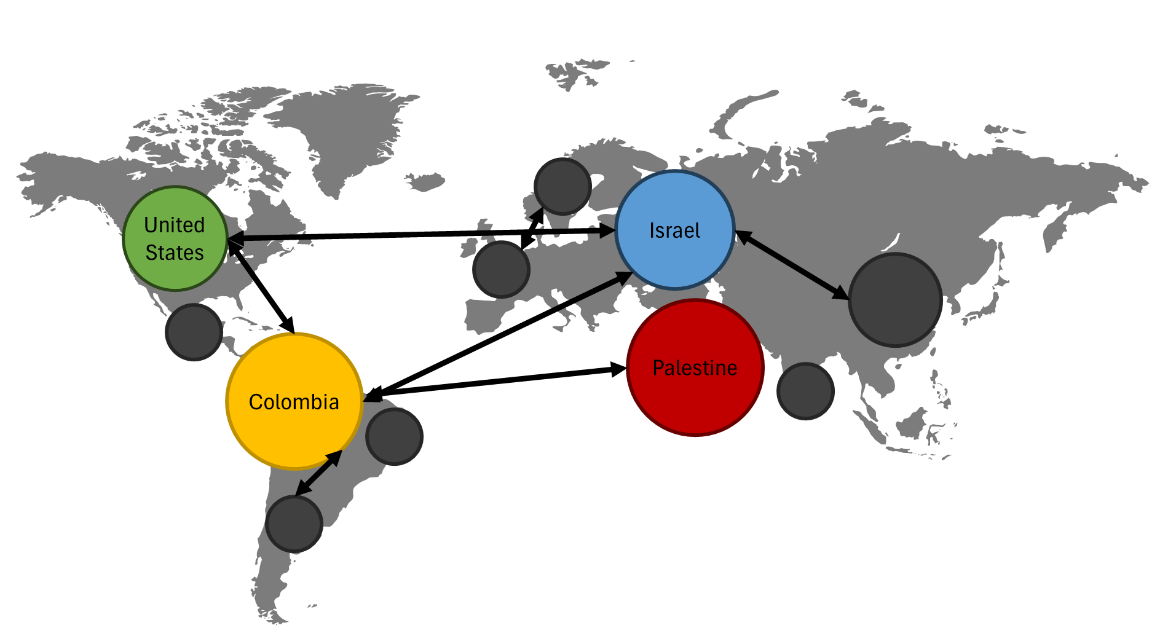 United
States
Israel
Palestine
Colombia